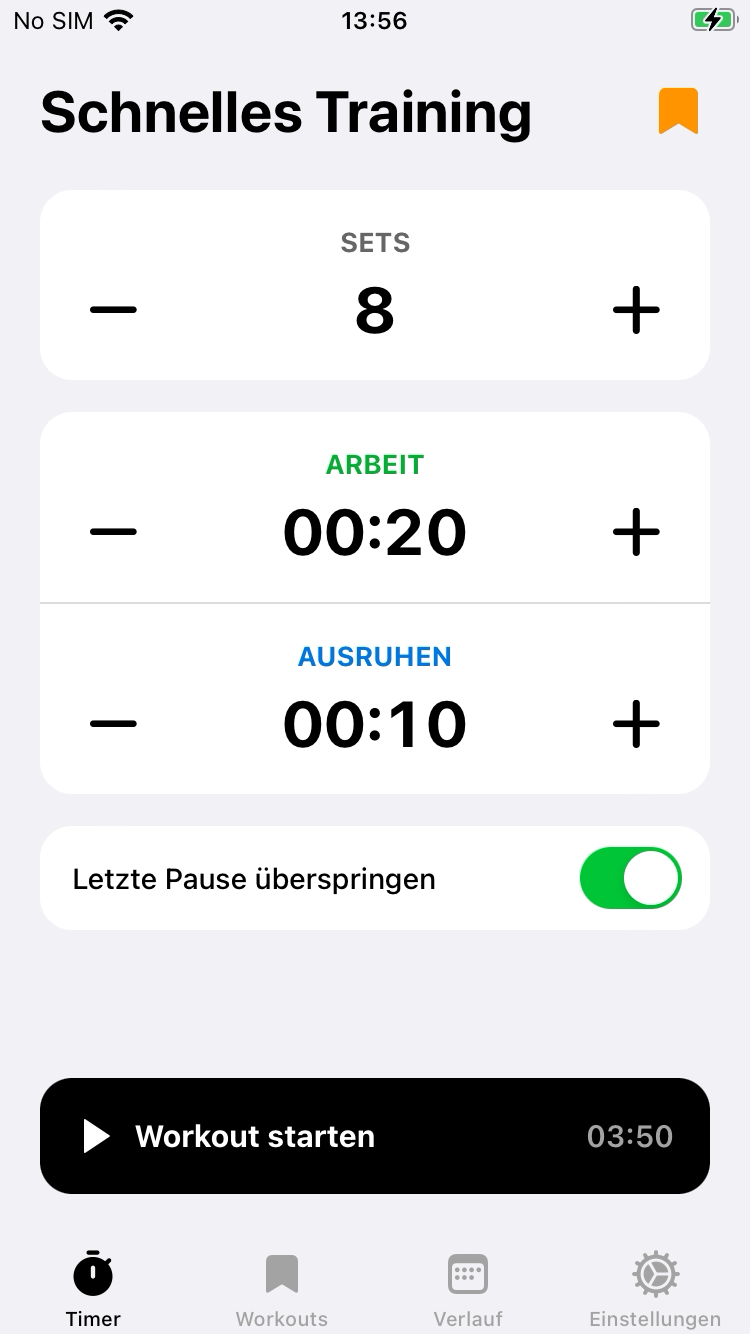 No SIM 13:56
Schnelles Training
SETS
8
ARBEIT
00:20
AUSRUHEN
00:10
Letzte Pause überspringen
Workout starten 03:50
Timer Workouts Verlauf Einstellungen